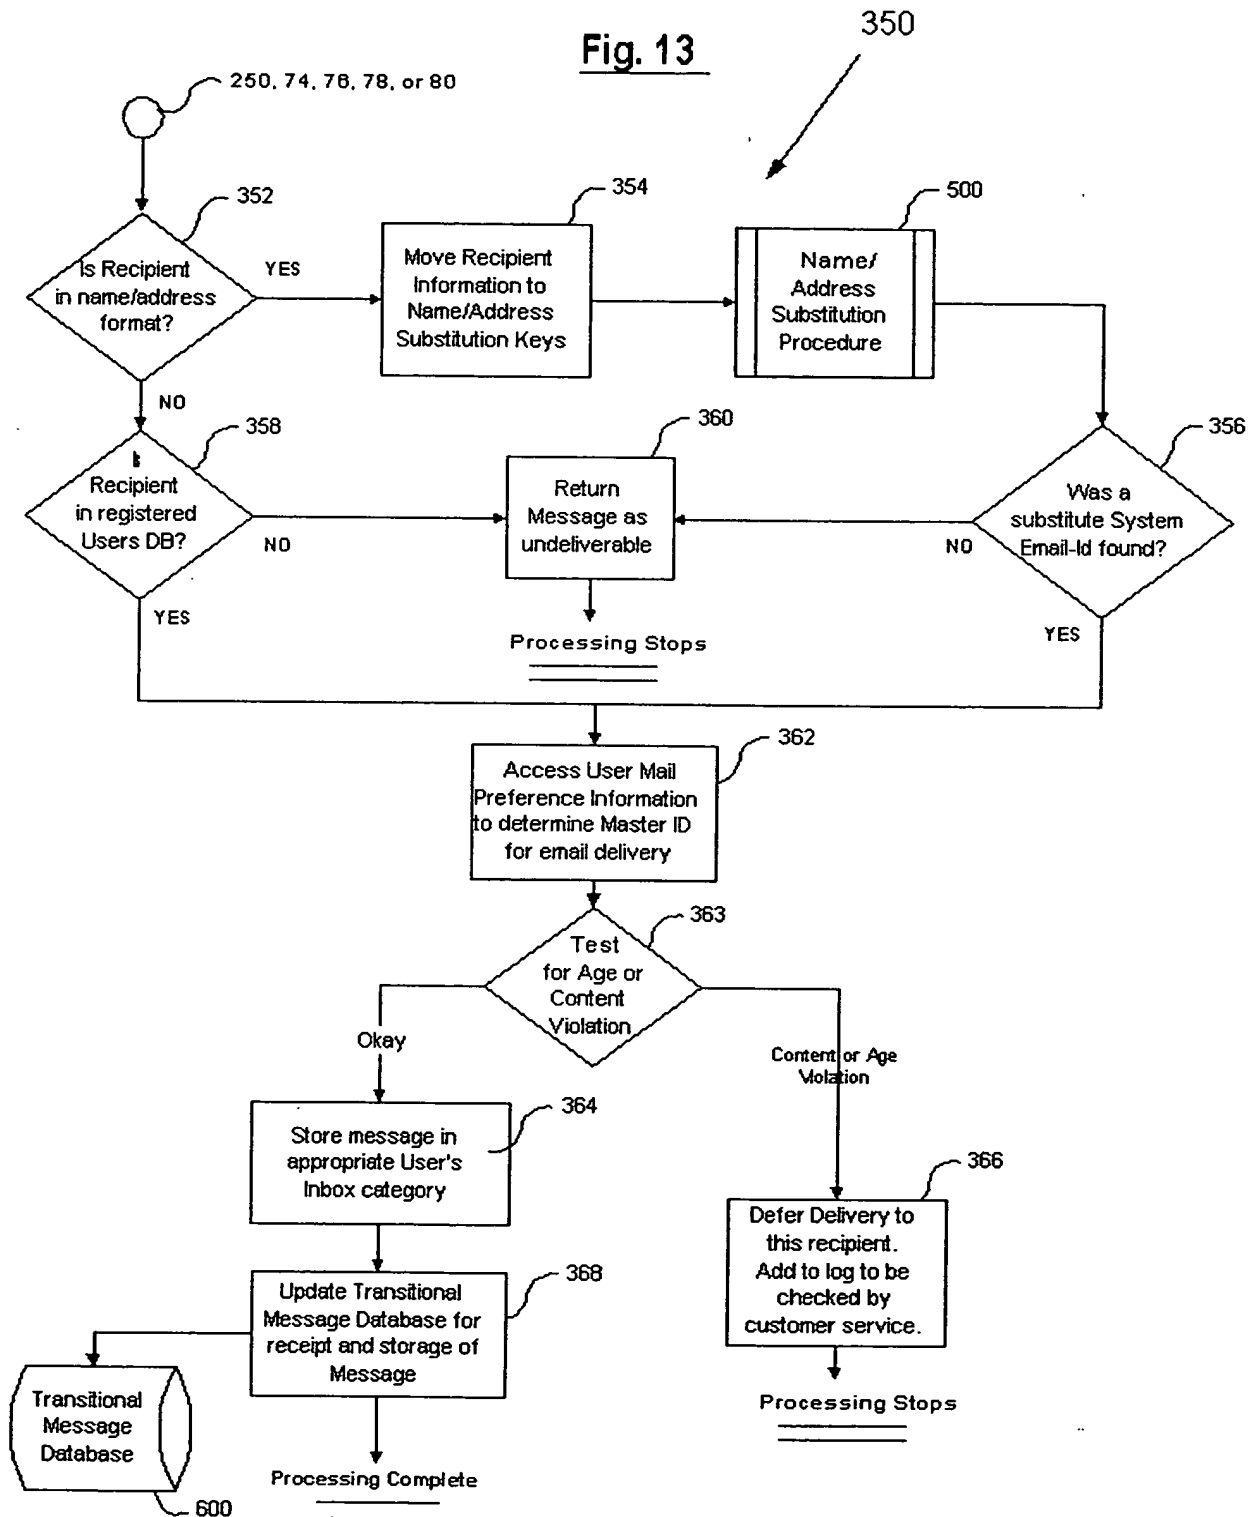 Fig. 13
350
250, 74, 76, 78, or 80
352
Is Recipient
in name/address
format?
YES
NO
354
Move Recipient
Information to
Name/Address
Substitution Keys
500
Name/
Address
Substitution
Procedure
358
Recipient
in registered
Users DB?
NO
YES
360
Return
Message as
undeliverable
Processing Stops
356
Was a
substitute System
Email-Id found?
NO
YES
362
Access User Mail
Preference Information
to determine Master ID
for email delivery
363
Test
for Age or
Content
Violation
Okay
Content or Age
Violation
364
Store message in
appropriate User's
Inbox category
366
Defer Delivery to
this recipient.
Add to log to be
checked by
customer service.
Processing Stops
368
Update Transitional
Message Database for
receipt and storage of
Message
Transitional
Message
Database
600
Processing Complete